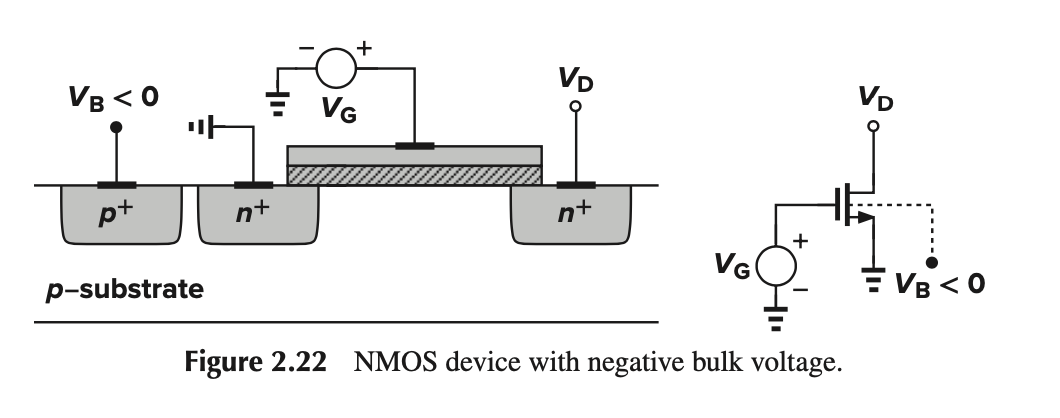 − +
V_D
V_B < 0
V_G
V_D
p+
n+
n+
V_G
+
−
V_B < 0
p–substrate
Figure 2.22 NMOS device with negative bulk voltage.